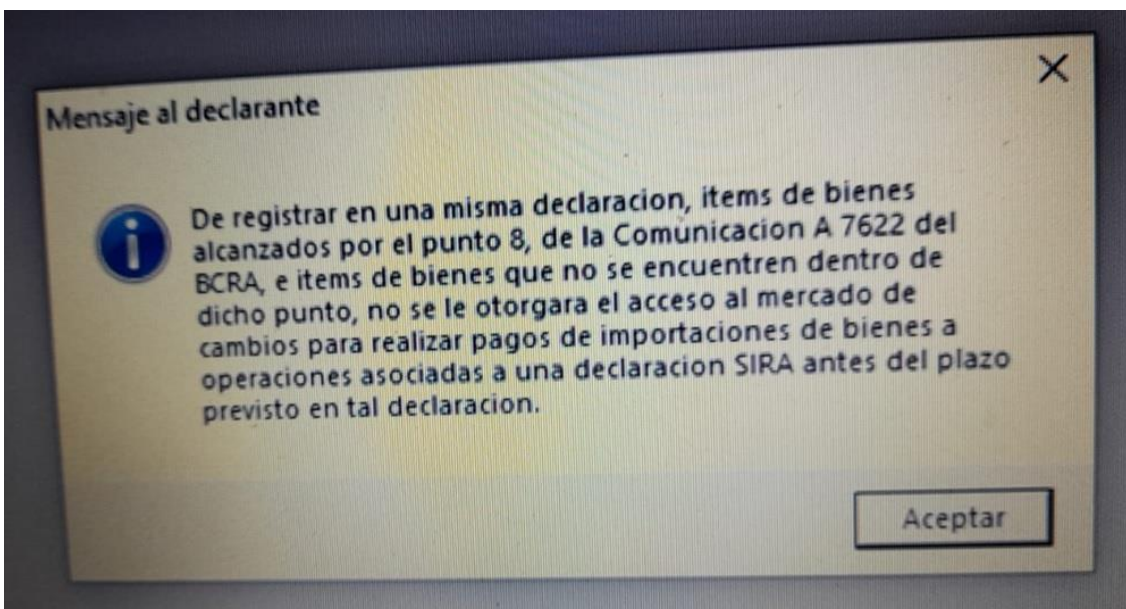 Mensaje al declarante
De registrar en una misma declaracion, items de bienes
alcanzados por el punto 8, de la Comunicacion A 7622 del
BCRA, e items de bienes que no se encuentren dentro de
dicho punto, no se le otorgara el acceso al mercado de
cambios para realizar pagos de importaciones de bienes a
operaciones asociadas a una declaracion SIRA antes del plazo
previsto en tal declaracion.
Aceptar